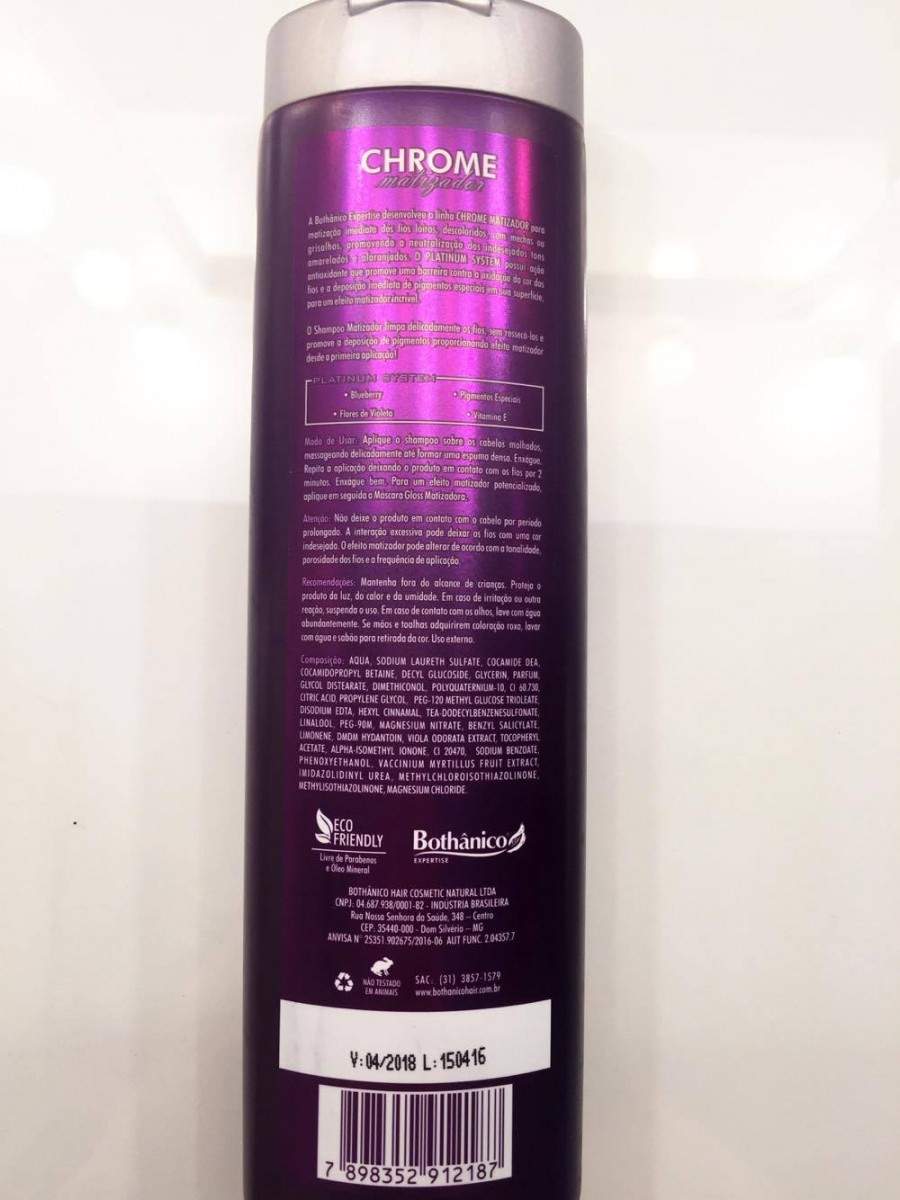 CHROME
matizador
A Bothânico Expertise desenvolveu a linha CHROME MATIZADOR para
matização imediata dos fios loiros, descoloridos, com mechas ou
grisalhos, promovendo a neutralização dos indesejados tons
amarelados e alaranjados. O PLATINUM SYSTEM possui ação
antioxidante que promove uma barreira contra a oxidação da cor dos
fios e a deposição imediata de pigmentos especiais em sua superfície,
para um efeito matizador incrível.
O Shampoo Matizador limpa delicadamente os fios, sem ressecá-los e
promove a deposição de pigmentos proporcionando efeito matizador
desde a primeira aplicação!
PLATINUM SYSTEM
• Blueberry • Pigmentos Especiais
• Flores de Violeta • Vitamina E
Modo de Usar: Aplique o shampoo sobre os cabelos molhados,
massageando delicadamente até formar uma espuma densa. Enxágue.
Repita a aplicação deixando o produto em contato com os fios por 2
minutos. Enxague bem. Para um efeito matizador potencializado,
aplique em seguida a Máscara Gloss Matizadora.
Atenção: Não deixe o produto em contato com o cabelo por período
prolongado. A interação excessiva pode deixar os fios com uma cor
indesejada. O efeito matizador pode alterar de acordo com a tonalidade,
porosidade dos fios e a frequência de aplicação.
Recomendações: Mantenha fora do alcance de crianças. Proteja o
produto da luz, do calor e da umidade. Em caso de irritação ou outra
reação, suspenda o uso. Em caso de contato com os olhos, lave com água
abundantemente. Se mãos e toalhas adquirirem coloração roxa, lavar
com água e sabão para retirada da cor. Uso externo.
Composição: AQUA, SODIUM LAURETH SULFATE, COCAMIDE DEA,
COCAMIDOPROPYL BETAINE, DECYL GLUCOSIDE, GLYCERIN, PARFUM,
GLYCOL DISTEARATE, DIMETHICONOL, POLYQUATERNIUM-10, CI 60.730,
CITRIC ACID, PROPYLENE GLYCOL, PEG-120 METHYL GLUCOSE TRIOLEATE,
DISODIUM EDTA, HEXYL CINNAMAL, TEA-DODECYLBENZENESULFONATE,
LINALOOL, PEG-90M, MAGNESIUM NITRATE, BENZYL SALICYLATE,
LIMONENE, DMDM HYDANTOIN, VIOLA ODORATA EXTRACT, TOCOPHERYL
ACETATE, ALPHA-ISOMETHYL IONONE, CI 20470, SODIUM BENZOATE,
PHENOXYETHANOL, VACCINIUM MYRTILLUS FRUIT EXTRACT,
IMIDAZOLIDINYL UREA, METHYLCHLOROISOTHIAZOLINONE,
METHYLISOTHIAZOLINONE, MAGNESIUM CHLORIDE.
ECO
FRIENDLY
Livre de Parabenos
e Óleo Mineral
Bothânico
EXPERTISE
BOTHÂNICO HAIR COSMETIC NATURAL LTDA
CNPJ: 04.687.938/0001-82 - INDÚSTRIA BRASILEIRA
Rua Nossa Senhora da Saúde, 348 – Centro
CEP. 35440-000 - Dom Silvério – MG
ANVISA N° 25351.902675/2016-06 AUT FUNC. 2.04357.7
NÃO TESTADO
EM ANIMAIS
SAC: (31) 3857-1579
www.bothanicohair.com.br
V:04/2018 L:150416
7 898352 912187